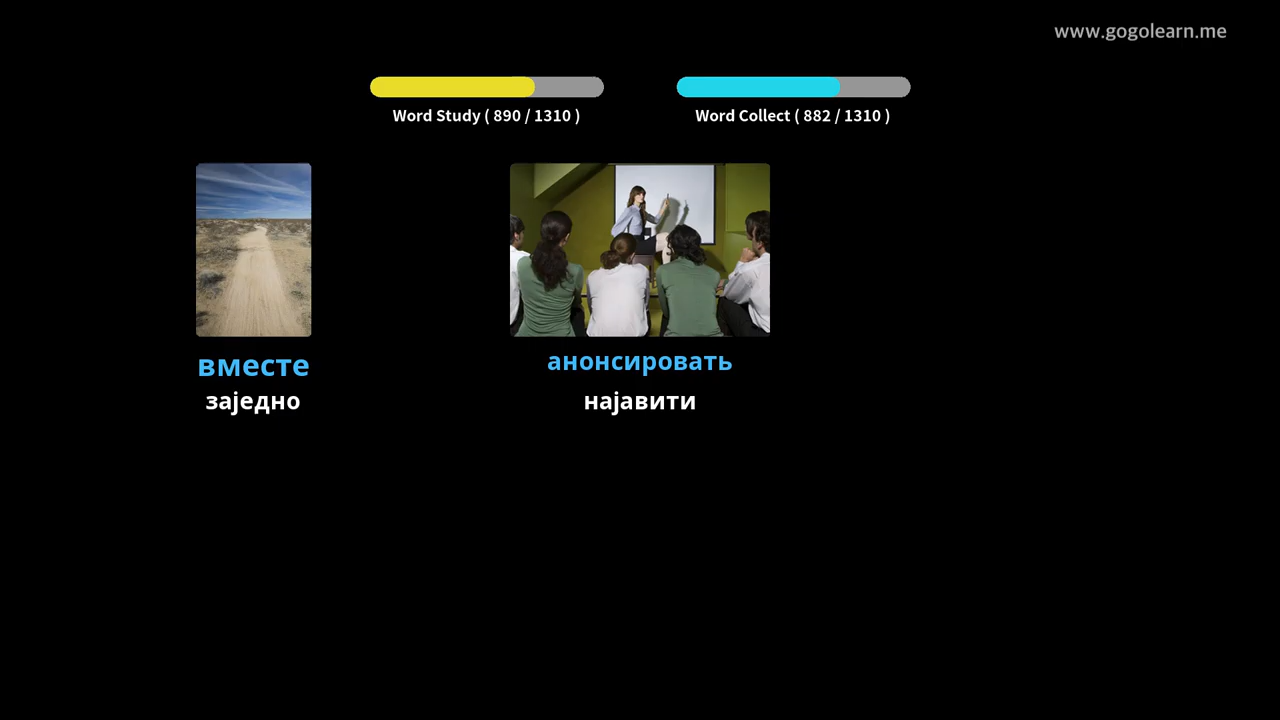 www.gogolearn.me
Word Study ( 890 / 1310 )
Word Collect ( 882 / 1310 )
вместе
заједно
анонсировать
најавити